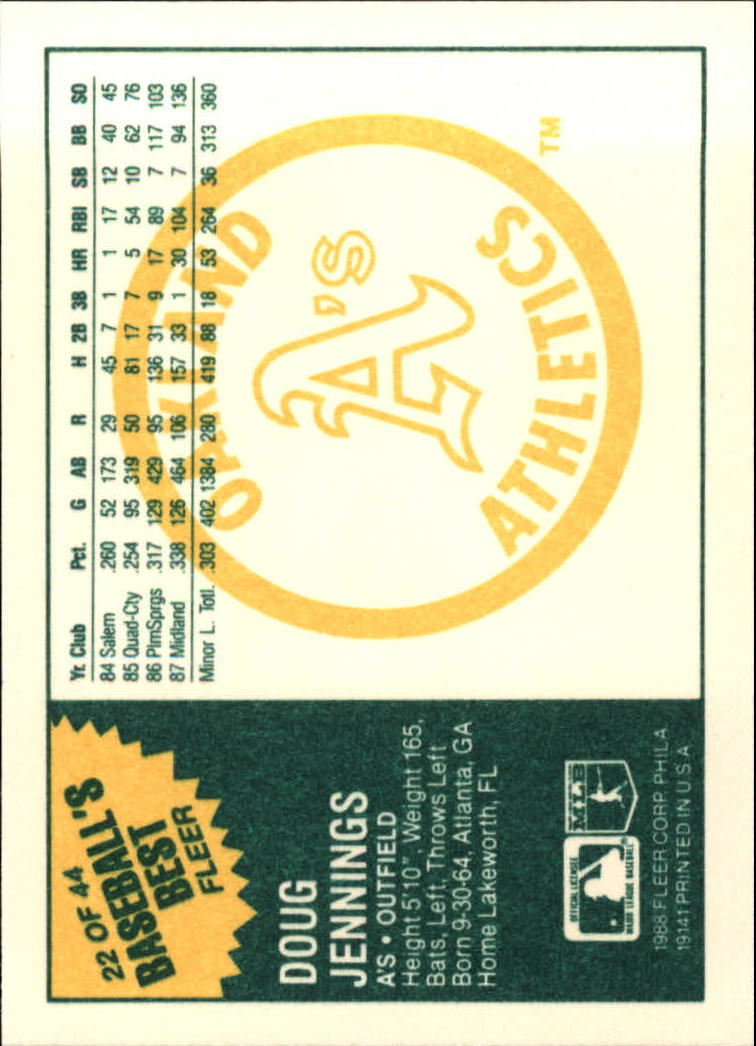 22 OF 44
BASEBALL'S
BEST
FLEER
DOUG
JENNINGS
A'S • OUTFIELD
Height 5'10" Weight 165,
Bats, Left, Throws Left
Born 9-30-64, Atlanta, GA
Home Lakeworth, FL
OFFICIAL LICENSEE
MAJOR LEAGUE BASEBALL
MLB
1988 FLEER CORP. PHILA.
19141 PRINTED IN U.S.A.
Yr. Club Pct. G AB R H 2B 3B HR RBI SB BB SO
84 Salem .260 52 173 29 45 7 1 1 17 12 40 45
85 Quad-Cty .254 95 319 50 81 17 7 5 54 10 62 76
86 PlmSprgs .317 129 429 95 136 31 9 17 89 7 117 103
87 Midland .338 126 464 106 157 33 1 30 104 7 94 136
Minor L. Totl. .303 402 1384 280 419 88 18 53 264 36 313 360
OAKLAND
A'S
ATHLETICS
TM